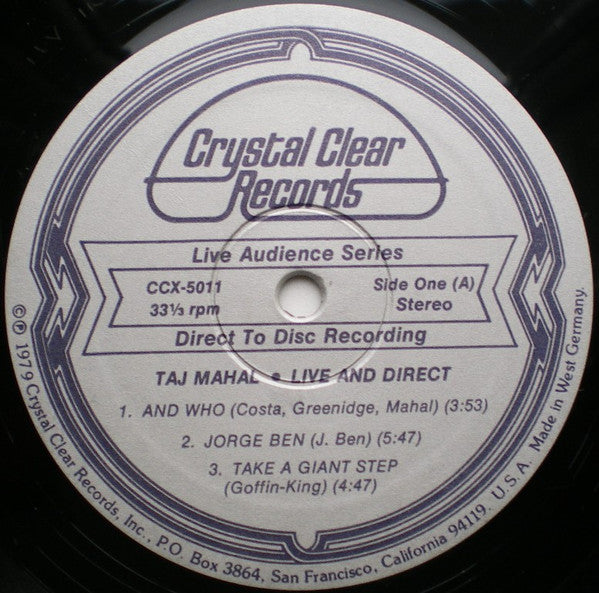 Crystal Clear
Records
Live Audience Series
CCX-5011
33⅓ rpm
Side One (A)
Stereo
Direct To Disc Recording
TAJ MAHAL • LIVE AND DIRECT
1. AND WHO (Costa, Greenidge, Mahal) (3:53)
2. JORGE BEN (J. Ben) (5:47)
3. TAKE A GIANT STEP
(Goffin-King) (4:47)
©℗ 1979 Crystal Clear Records, Inc., P.O. Box 3864, San Francisco, California 94119. U.S.A. Made in West Germany.